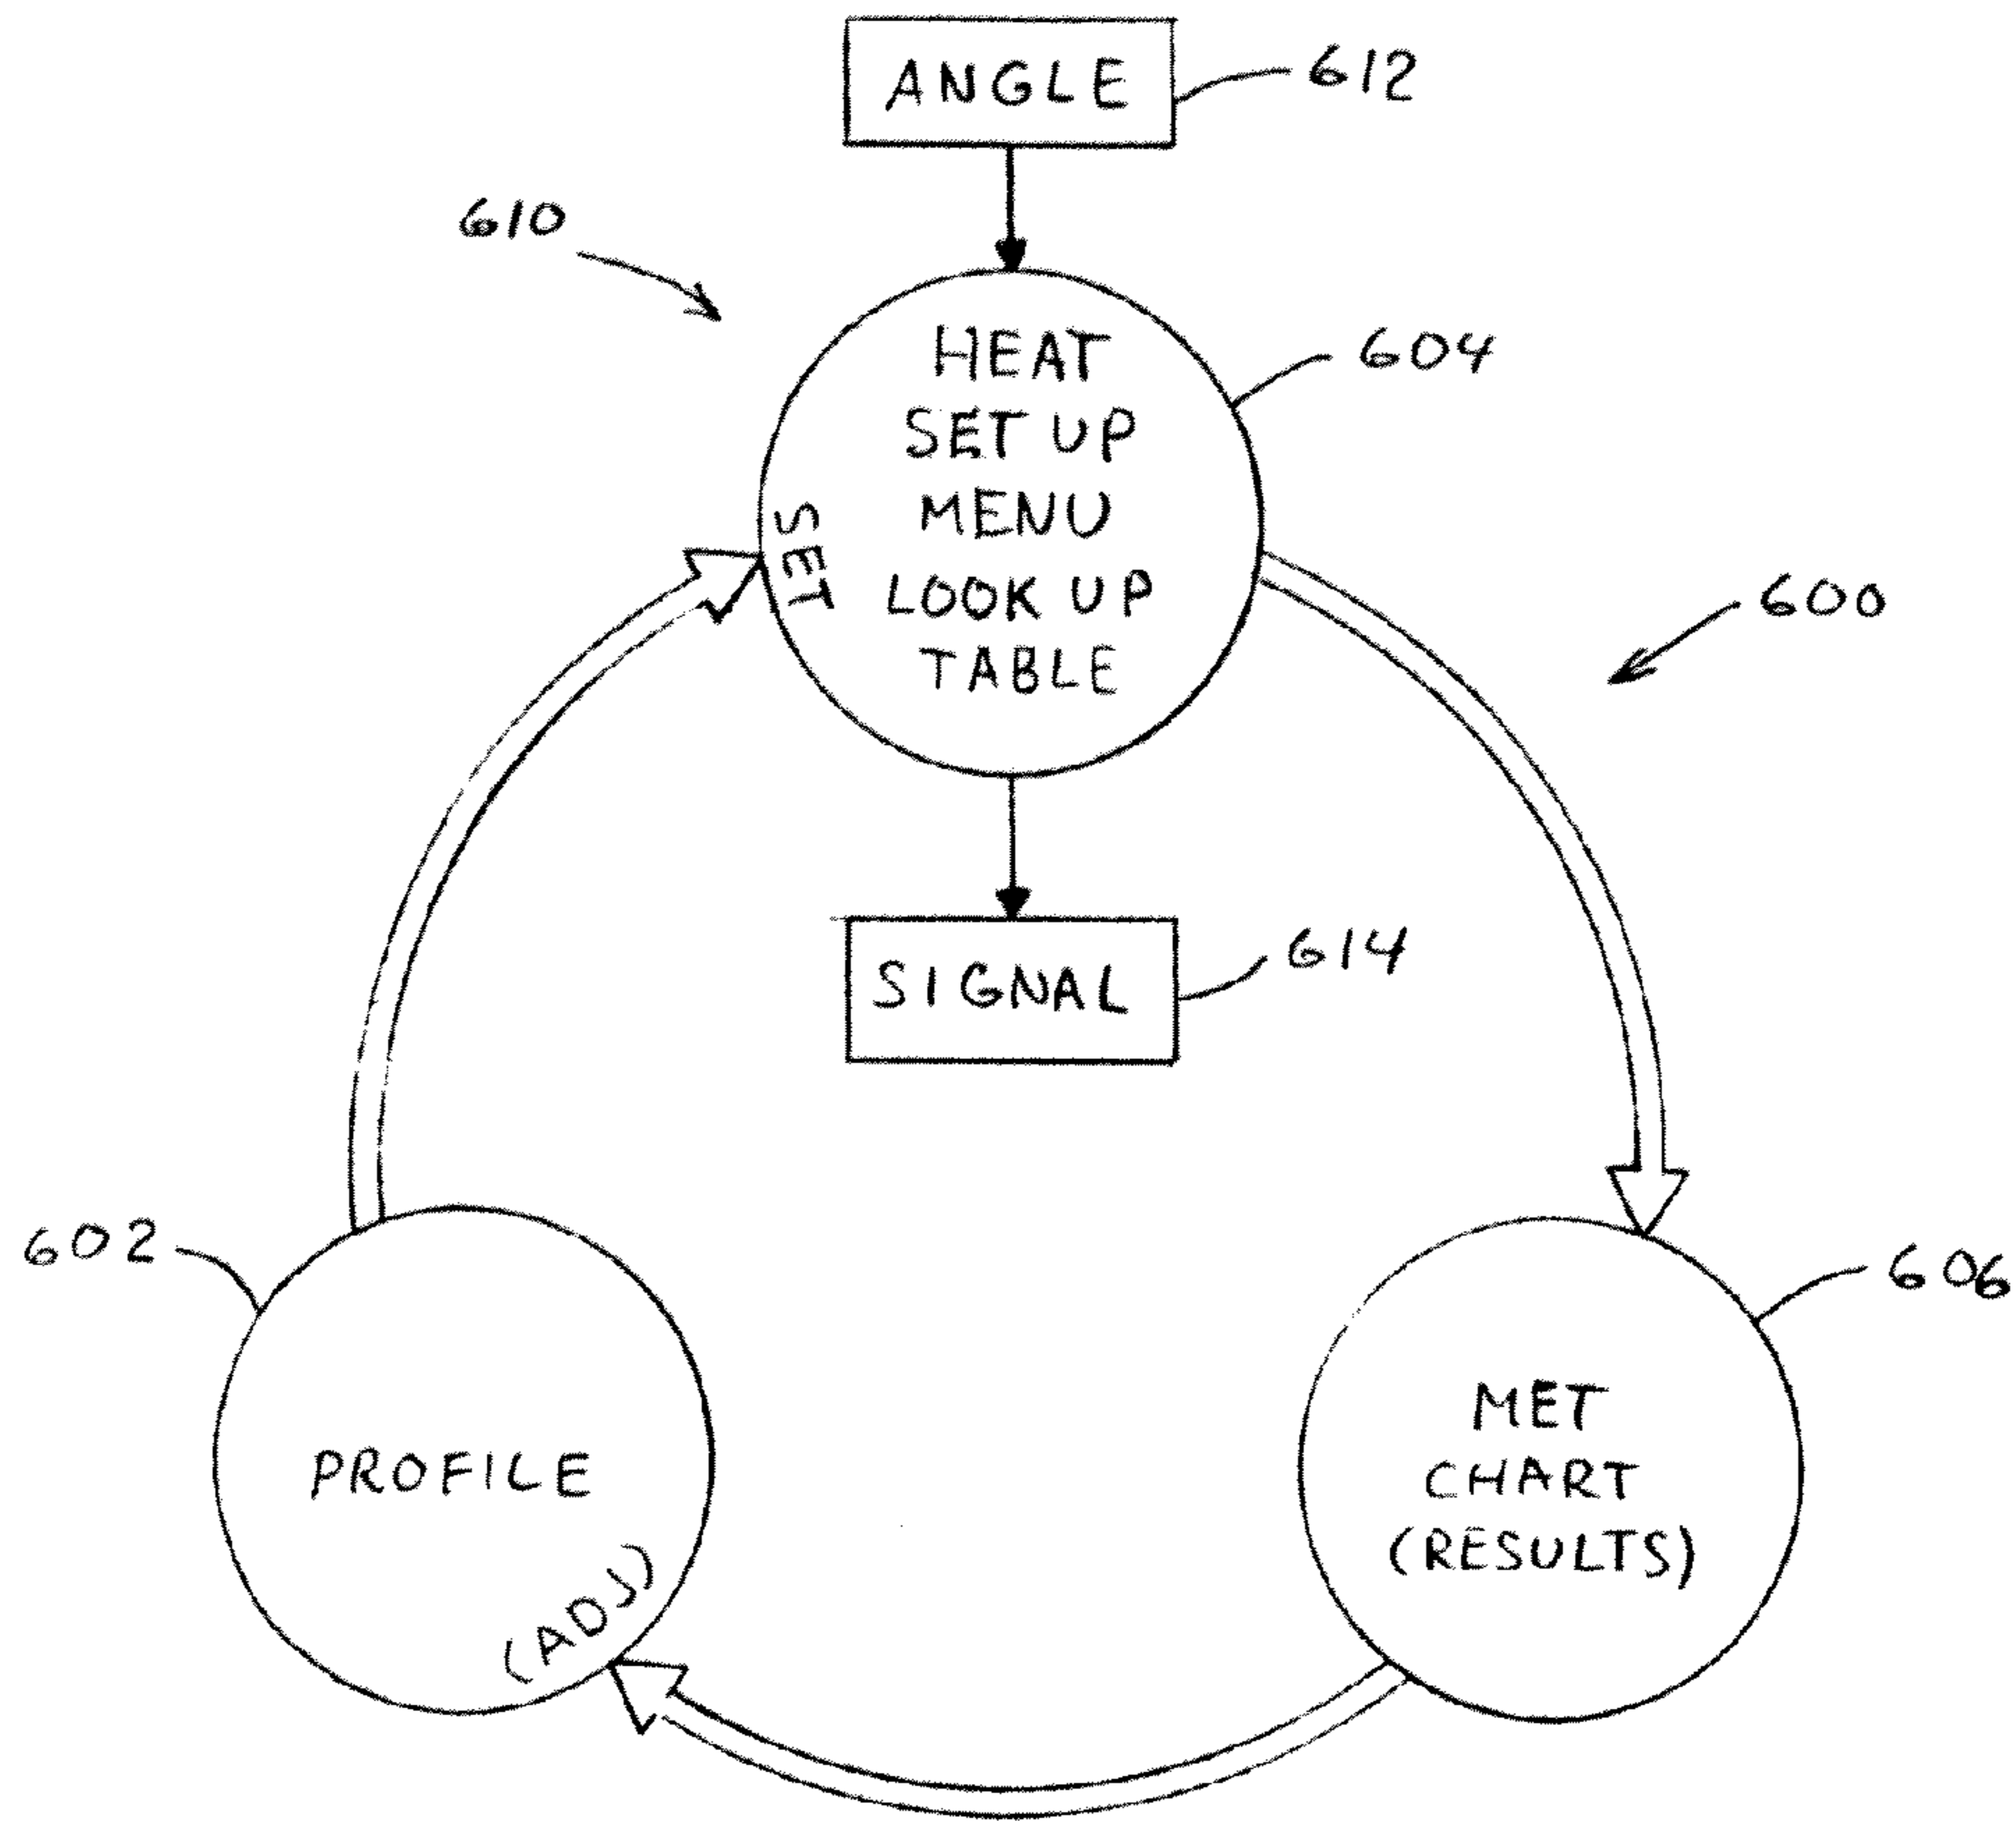 ANGLE
612
610
HEAT
SET UP
MENU
LOOK UP
TABLE
SET
604
600
SIGNAL
614
602
PROFILE
(ADJ)
606
MET
CHART
(RESULTS)